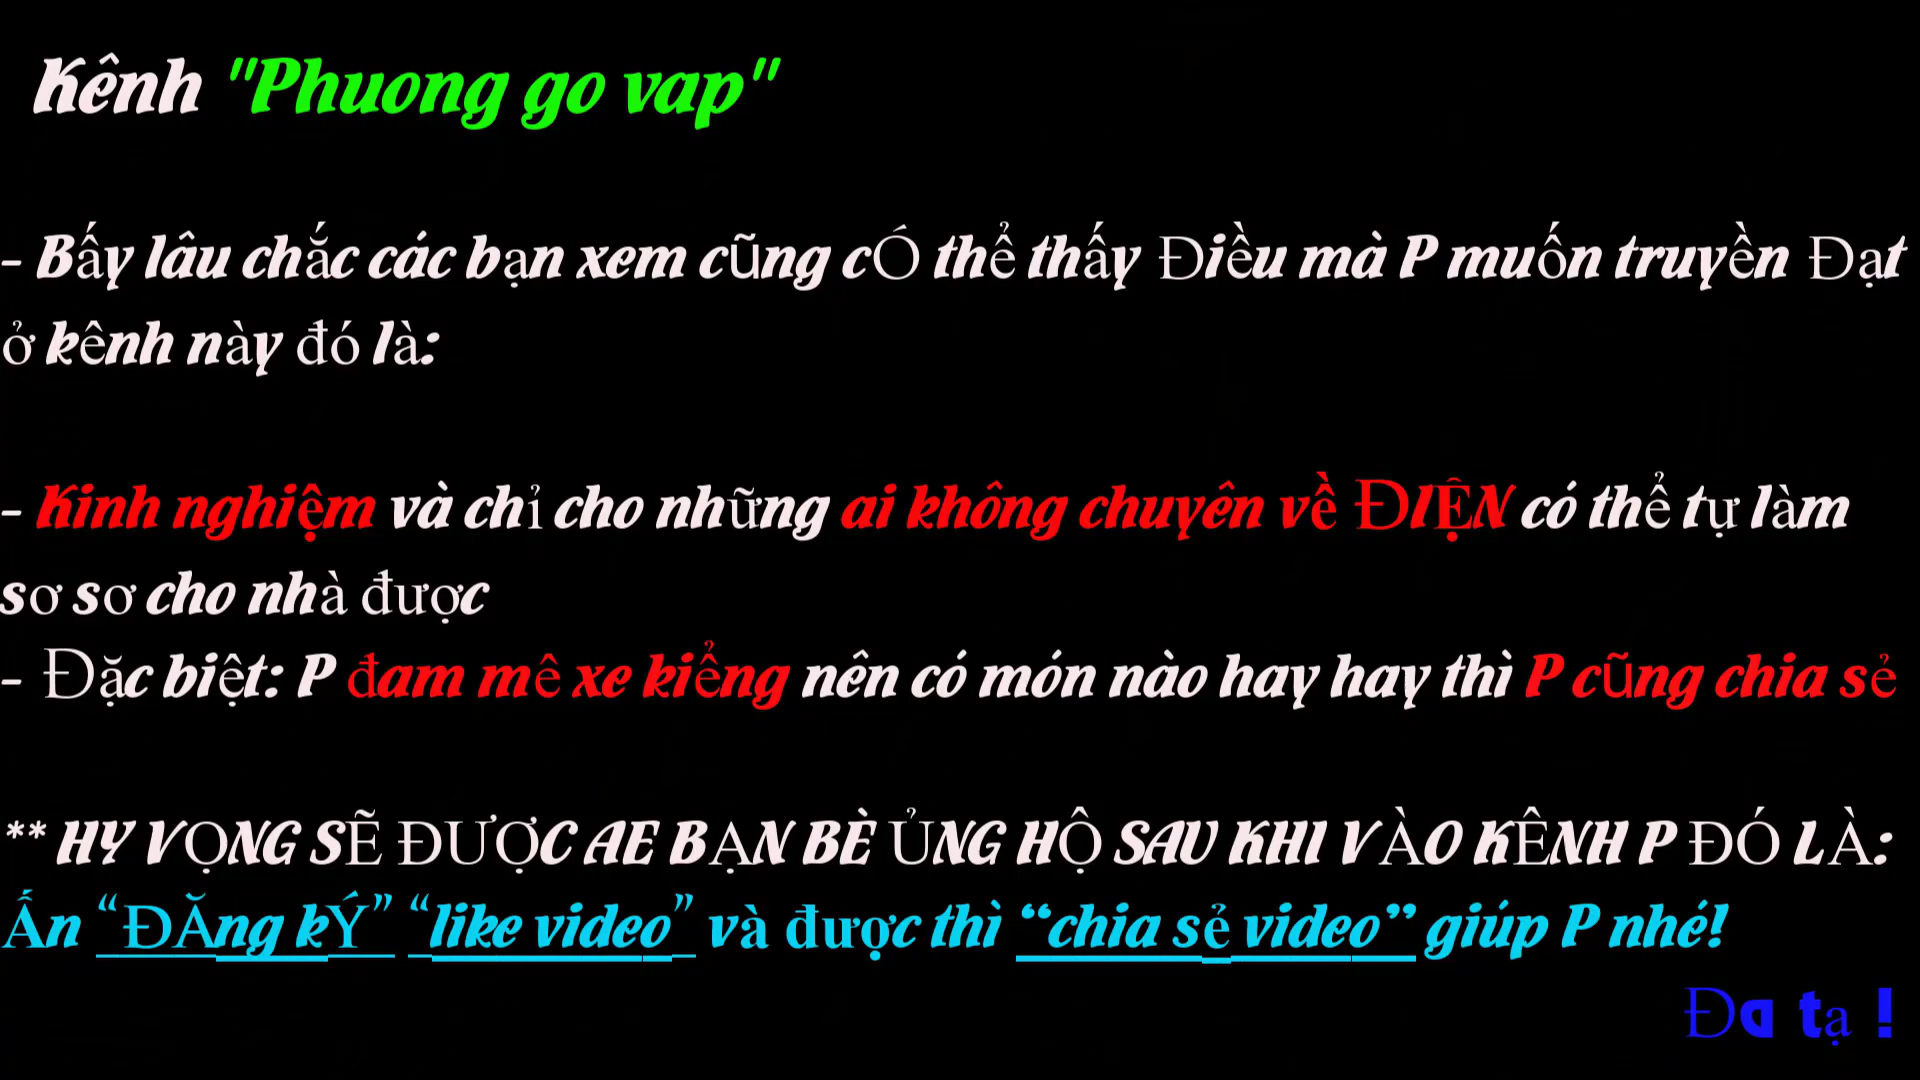 Kênh "Phuong go vap"
- Bấy lâu chắc các bạn xem cũng cÓ thể thấy Điều mà P muốn truyền Đạt
ở kênh này đó là:
- Kinh nghiệm và chỉ cho những ai không chuyên về ĐIỆN có thể tự làm
sơ sơ cho nhà được
- Đặc biệt: P đam mê xe kiểng nên có món nào hay hay thì P cũng chia sẻ
** HY VỌNG SẼ ĐƯỢC AE BẠN BÈ ỦNG HỘ SAU KHI VÀO KÊNH P ĐÓ LÀ:
Ấn “ĐĂng kÝ” “like video” và được thì “chia sẻ video” giúp P nhé!
Đa tạ !